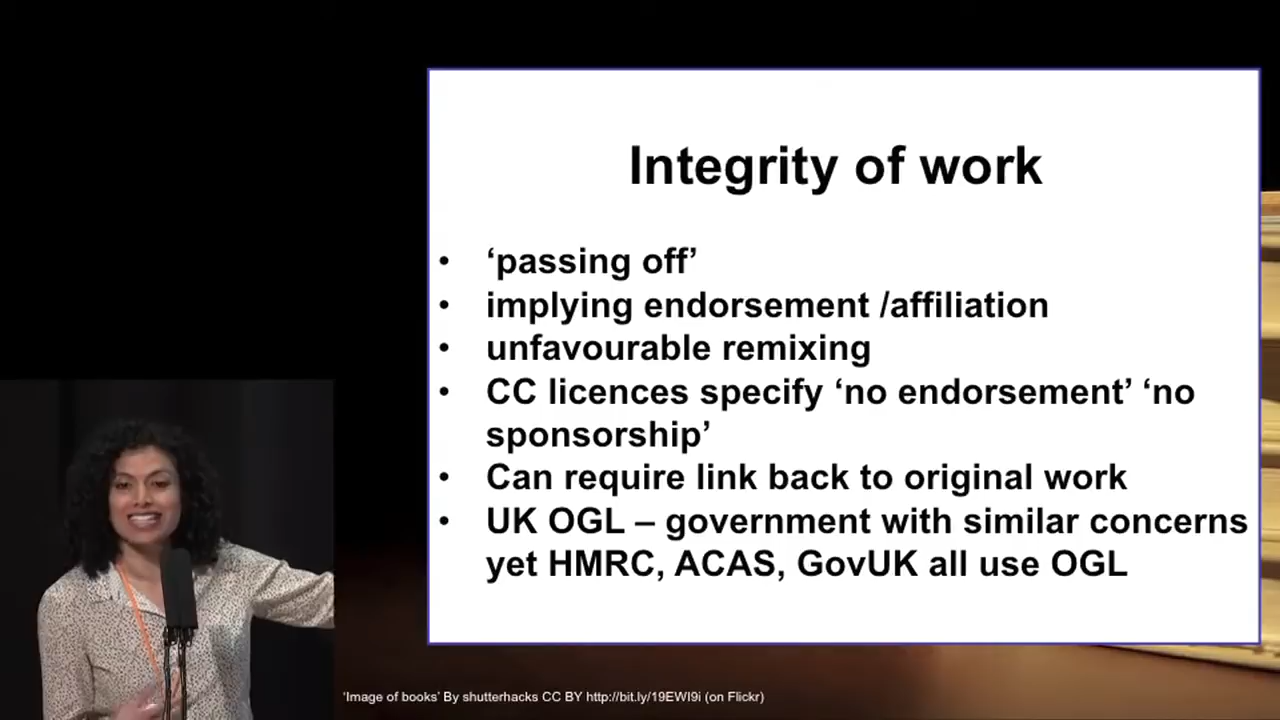 Integrity of work
• ‘passing off’
• implying endorsement /affiliation
• unfavourable remixing
• CC licences specify ‘no endorsement’ ‘no
sponsorship’
• Can require link back to original work
• UK OGL – government with similar concerns
yet HMRC, ACAS, GovUK all use OGL
‘Image of books’ By shutterhacks CC BY http://bit.ly/19EWI9i (on Flickr)